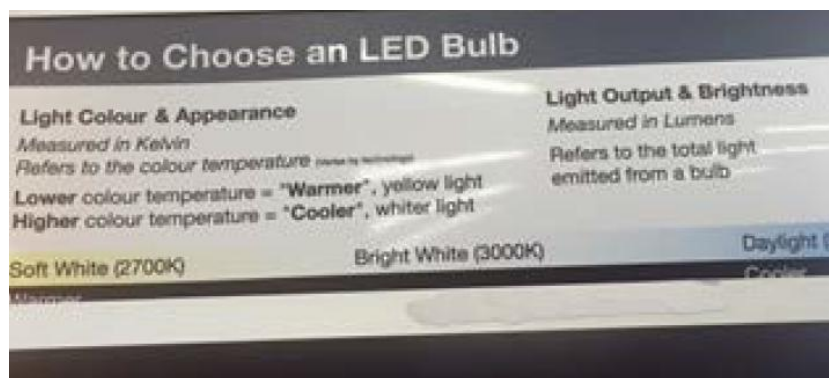 How to Choose an LED Bulb
Light Colour & Appearance
Measured in Kelvin
Refers to the colour temperature
Lower colour temperature = "Warmer", yellow light
Higher colour temperature = "Cooler", whiter light
Light Output & Brightness
Measured in Lumens
Refers to the total light
emitted from a bulb
Soft White (2700K)
Bright White (3000K)
Daylight (
Warmer
Cooler